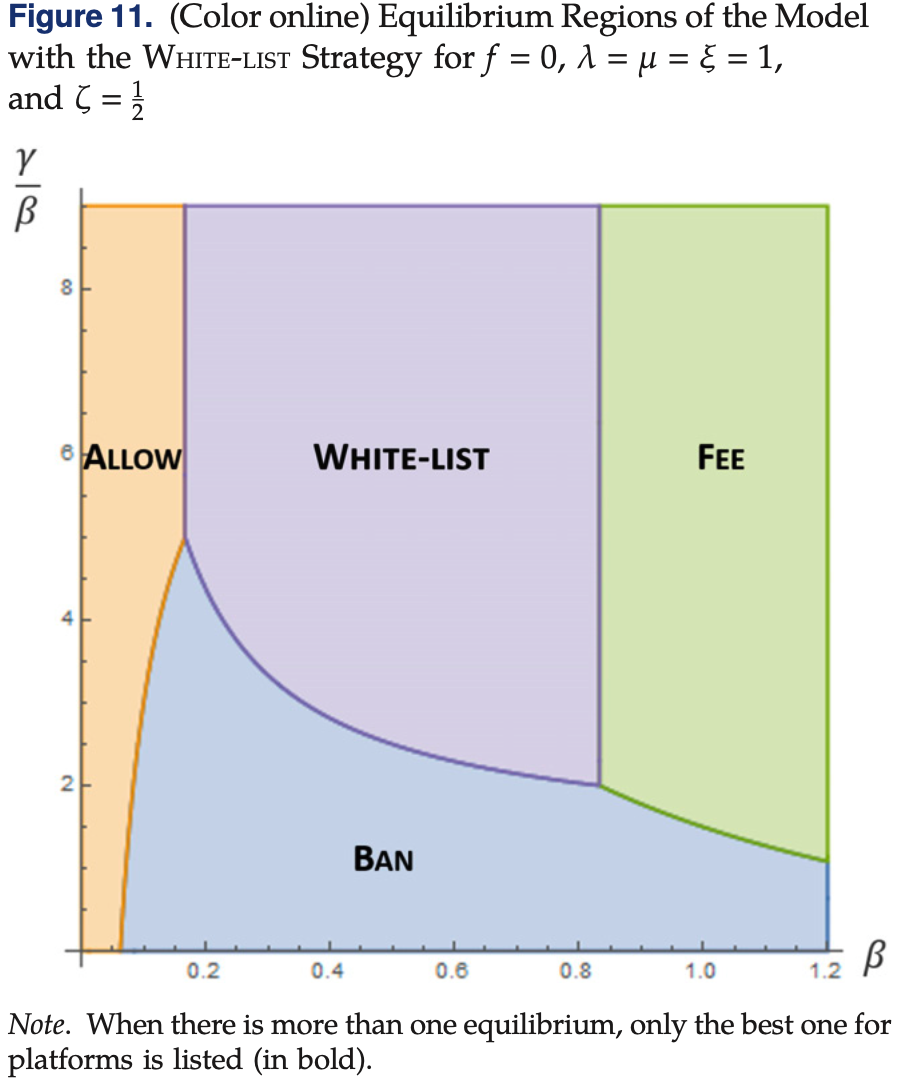 Figure 11. (Color online) Equilibrium Regions of the Model
with the WHITE-LIST Strategy for f = 0, λ = μ = ξ = 1,
and ζ = 1/2
γ/β
8
6
4
2
ALLOW
WHITE-LIST
FEE
BAN
0.2 0.4 0.6 0.8 1.0 1.2 β
Note. When there is more than one equilibrium, only the best one for
platforms is listed (in bold).